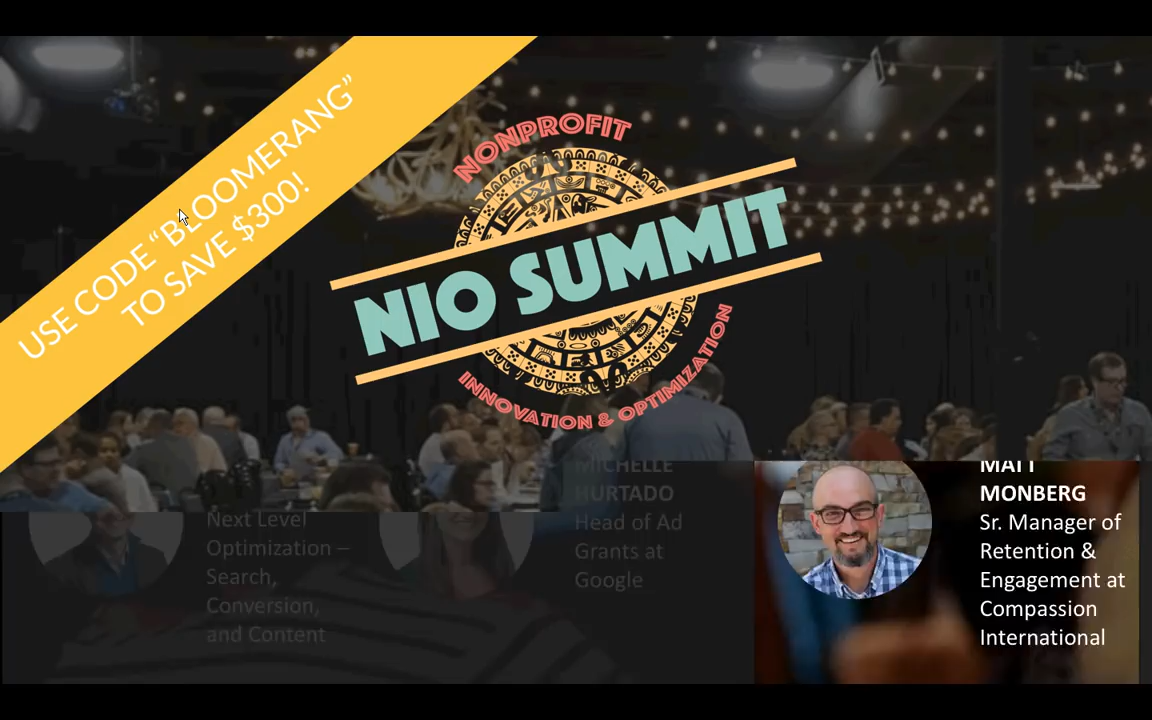 USE CODE “BLOOMERANG”
TO SAVE $300!
NONPROFIT
NIO SUMMIT
INNOVATION & OPTIMIZATION
Next Level
Optimization –
Search,
Conversion,
and Content
MICHELLE
HURTADO
Head of Ad
Grants at
Google
MATT
MONBERG
Sr. Manager of
Retention &
Engagement at
Compassion
International